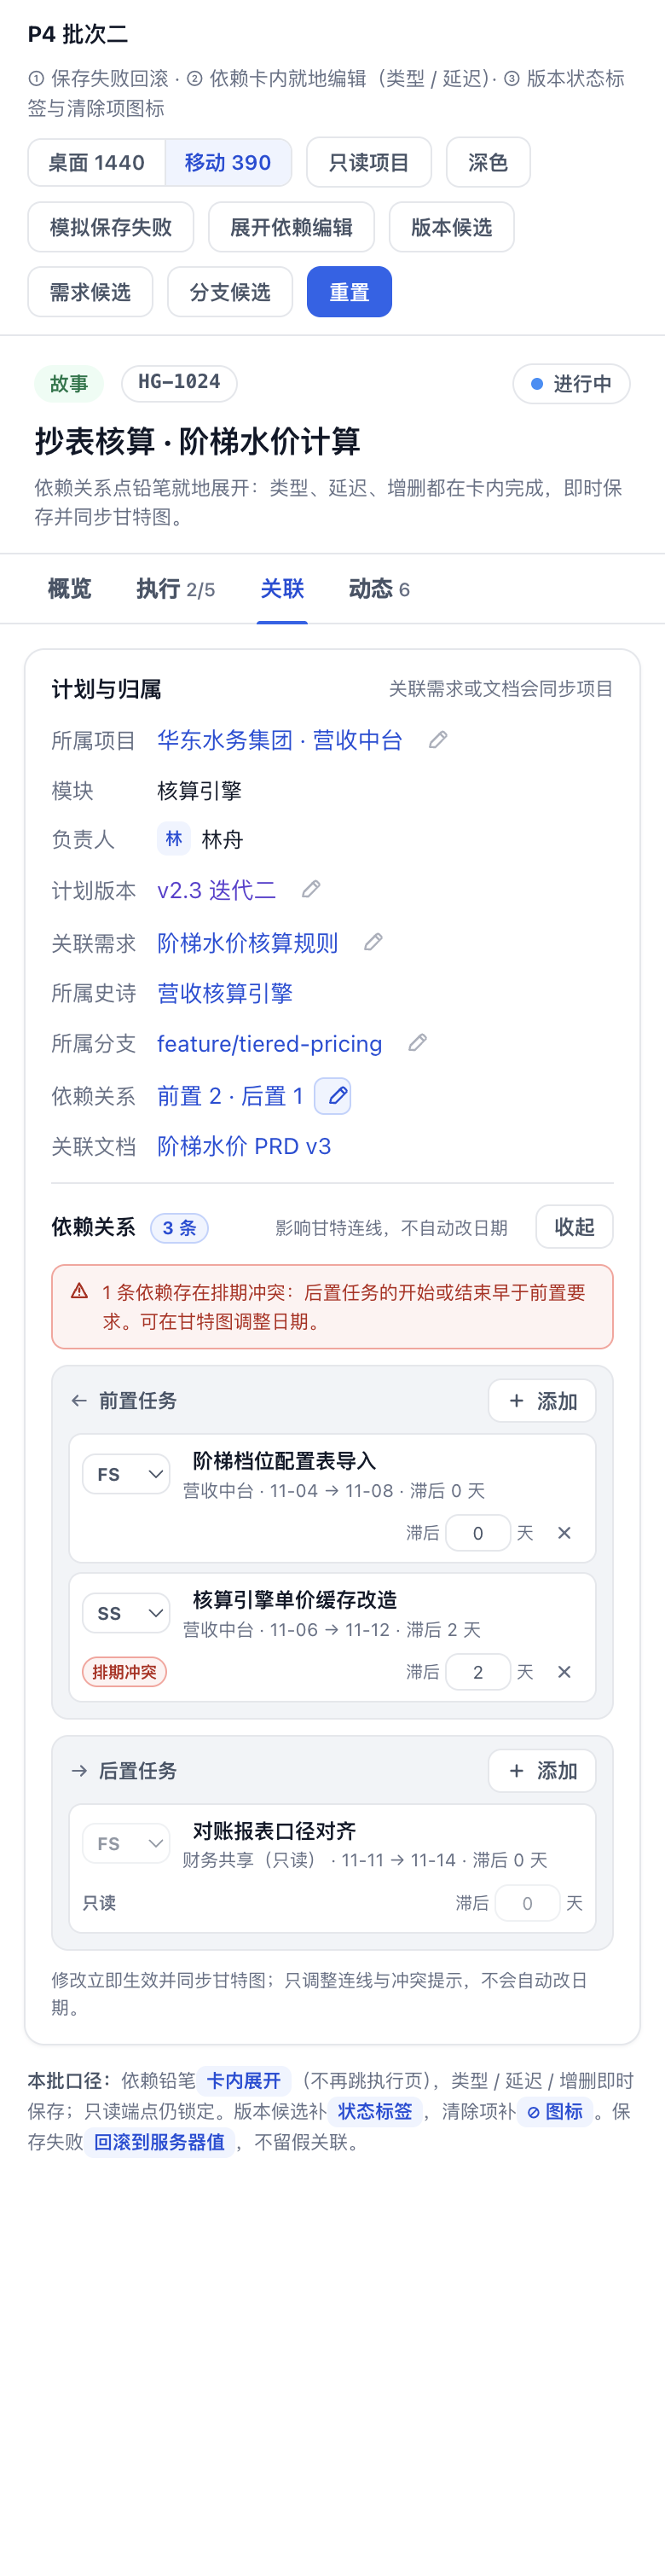 P4 批次二
① 保存失败回滚 · ② 依赖卡内就地编辑（类型 / 延迟）· ③ 版本状态标
签与清除项图标
桌面 1440 移动 390 只读项目 深色
模拟保存失败 展开依赖编辑 版本候选
需求候选 分支候选 重置
故事 HG-1024 进行中
抄表核算 · 阶梯水价计算
依赖关系点铅笔就地展开：类型、延迟、增删都在卡内完成，即时保
存并同步甘特图。
概览 执行 2/5 关联 动态 6
计划与归属 关联需求或文档会同步项目
所属项目 华东水务集团 · 营收中台
模块 核算引擎
负责人 林 林舟
计划版本 v2.3 迭代二
关联需求 阶梯水价核算规则
所属史诗 营收核算引擎
所属分支 feature/tiered-pricing
依赖关系 前置 2 · 后置 1
关联文档 阶梯水价 PRD v3
依赖关系 3 条 影响甘特连线，不自动改日期 收起
1 条依赖存在排期冲突：后置任务的开始或结束早于前置要
求。可在甘特图调整日期。
← 前置任务 + 添加
FS 阶梯档位配置表导入
营收中台 · 11-04 → 11-08 · 滞后 0 天
滞后 0 天 ×
SS 核算引擎单价缓存改造
营收中台 · 11-06 → 11-12 · 滞后 2 天
排期冲突 滞后 2 天 ×
→ 后置任务 + 添加
FS 对账报表口径对齐
财务共享（只读） · 11-11 → 11-14 · 滞后 0 天
只读 滞后 0 天
修改立即生效并同步甘特图；只调整连线与冲突提示，不会自动改日
期。
本批口径：依赖铅笔 卡内展开 （不再跳执行页），类型 / 延迟 / 增删即时
保存；只读端点仍锁定。版本候选补 状态标签 ，清除项补 ⊘ 图标 。保
存失败 回滚到服务器值 ，不留假关联。